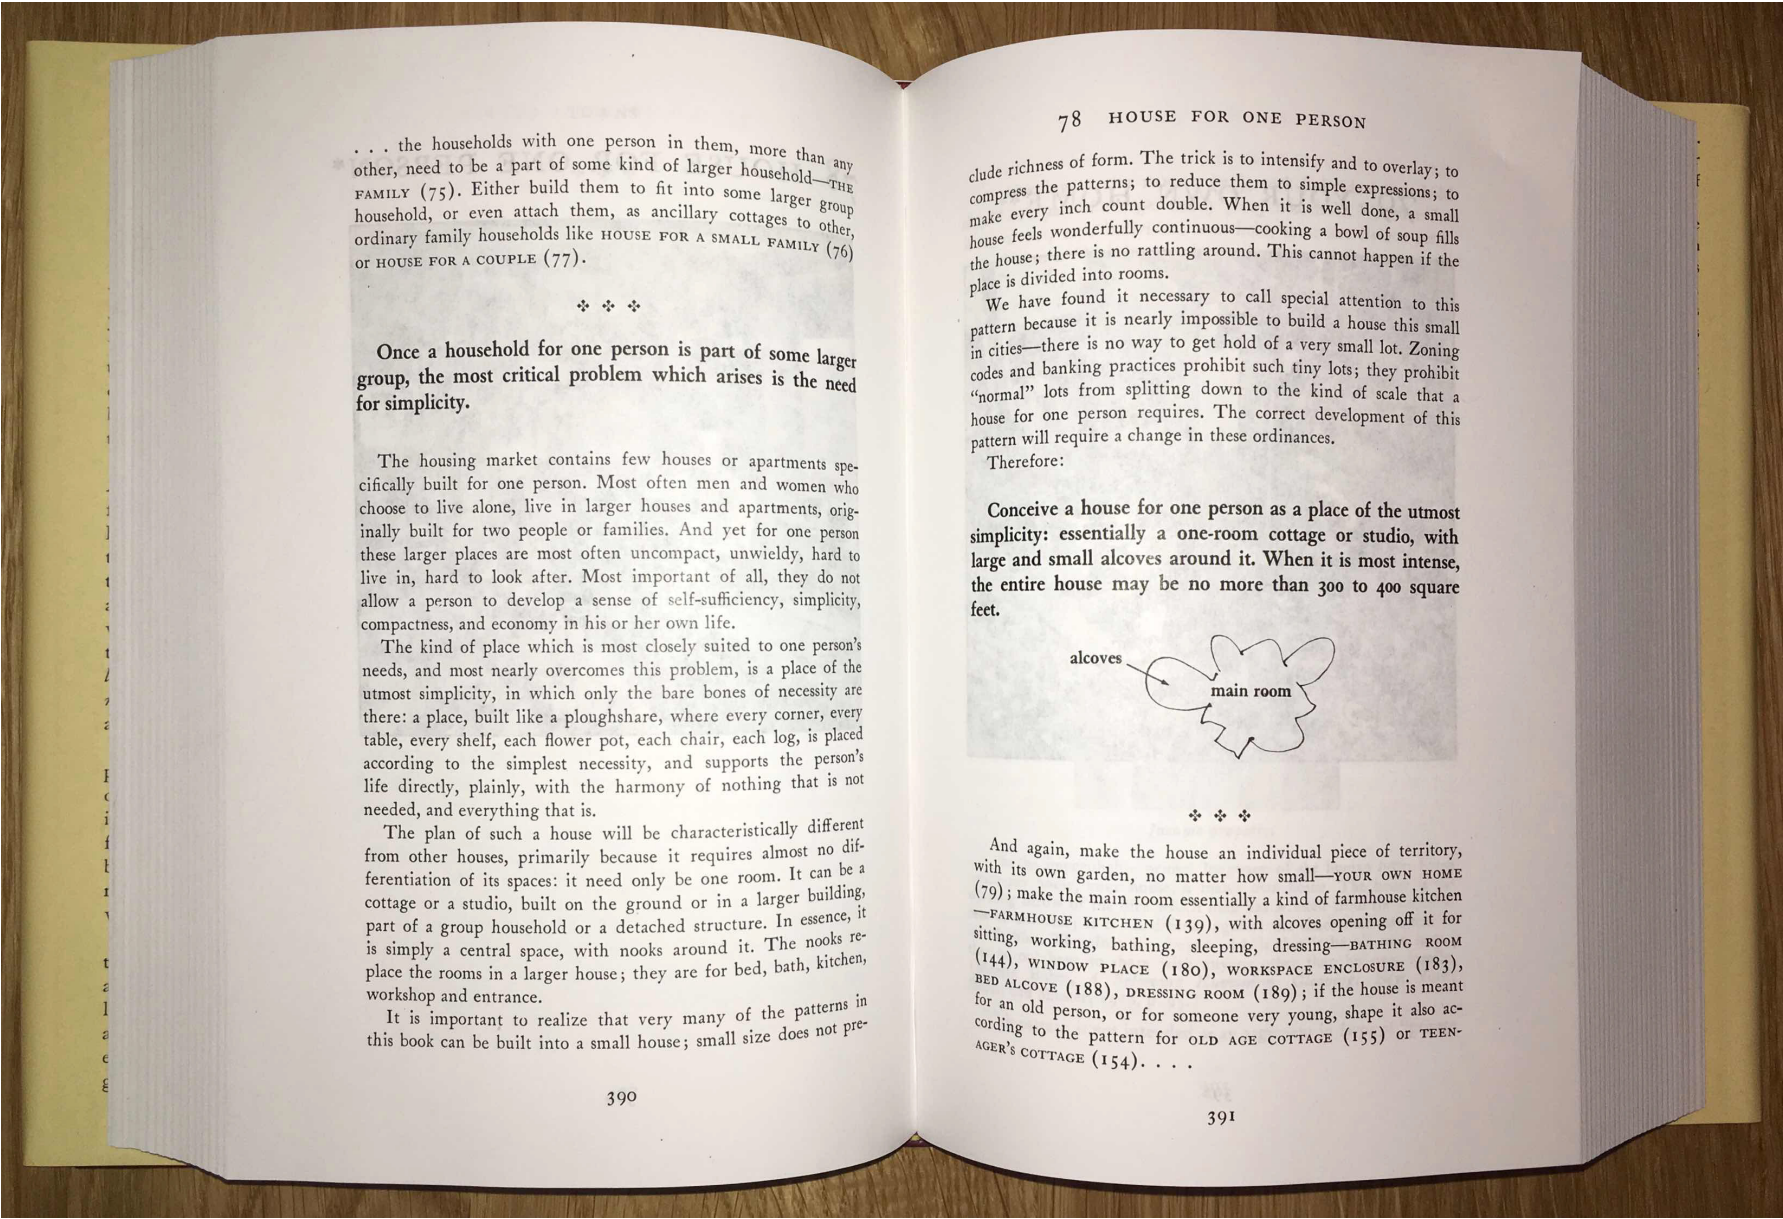 . . . the households with one person in them, more than any
other, need to be a part of some kind of larger household—THE
FAMILY (75). Either build them to fit into some larger group
household, or even attach them, as ancillary cottages to other,
ordinary family households like HOUSE FOR A SMALL FAMILY (76)
or HOUSE FOR A COUPLE (77).
Once a household for one person is part of some larger
group, the most critical problem which arises is the need
for simplicity.
The housing market contains few houses or apartments spe-
cifically built for one person. Most often men and women who
choose to live alone, live in larger houses and apartments, orig-
inally built for two people or families. And yet for one person
these larger places are most often uncompact, unwieldy, hard to
live in, hard to look after. Most important of all, they do not
allow a person to develop a sense of self-sufficiency, simplicity,
compactness, and economy in his or her own life.
The kind of place which is most closely suited to one person's
needs, and most nearly overcomes this problem, is a place of the
utmost simplicity, in which only the bare bones of necessity are
there: a place, built like a ploughshare, where every corner, every
table, every shelf, each flower pot, each chair, each log, is placed
according to the simplest necessity, and supports the person's
life directly, plainly, with the harmony of nothing that is not
needed, and everything that is.
The plan of such a house will be characteristically different
from other houses, primarily because it requires almost no dif-
ferentiation of its spaces: it need only be one room. It can be a
cottage or a studio, built on the ground or in a larger building,
part of a group household or a detached structure. In essence, it
is simply a central space, with nooks around it. The nooks re-
place the rooms in a larger house; they are for bed, bath, kitchen,
workshop and entrance.
It is important to realize that very many of the patterns in
this book can be built into a small house; small size does not pre-
390
78 HOUSE FOR ONE PERSON
clude richness of form. The trick is to intensify and to overlay; to
compress the patterns; to reduce them to simple expressions; to
make every inch count double. When it is well done, a small
house feels wonderfully continuous—cooking a bowl of soup fills
the house; there is no rattling around. This cannot happen if the
place is divided into rooms.
We have found it necessary to call special attention to this
pattern because it is nearly impossible to build a house this small
in cities—there is no way to get hold of a very small lot. Zoning
codes and banking practices prohibit such tiny lots; they prohibit
“normal” lots from splitting down to the kind of scale that a
house for one person requires. The correct development of this
pattern will require a change in these ordinances.
Therefore:
Conceive a house for one person as a place of the utmost
simplicity: essentially a one-room cottage or studio, with
large and small alcoves around it. When it is most intense,
the entire house may be no more than 300 to 400 square
feet.
alcoves
main room
And again, make the house an individual piece of territory,
with its own garden, no matter how small—YOUR OWN HOME
(79); make the main room essentially a kind of farmhouse kitchen
—FARMHOUSE KITCHEN (139), with alcoves opening off it for
sitting, working, bathing, sleeping, dressing—BATHING ROOM
(144), WINDOW PLACE (180), WORKSPACE ENCLOSURE (183),
BED ALCOVE (188), DRESSING ROOM (189); if the house is meant
for an old person, or for someone very young, shape it also ac-
cording to the pattern for OLD AGE COTTAGE (155) or TEEN-
AGER'S COTTAGE (154). . . .
391